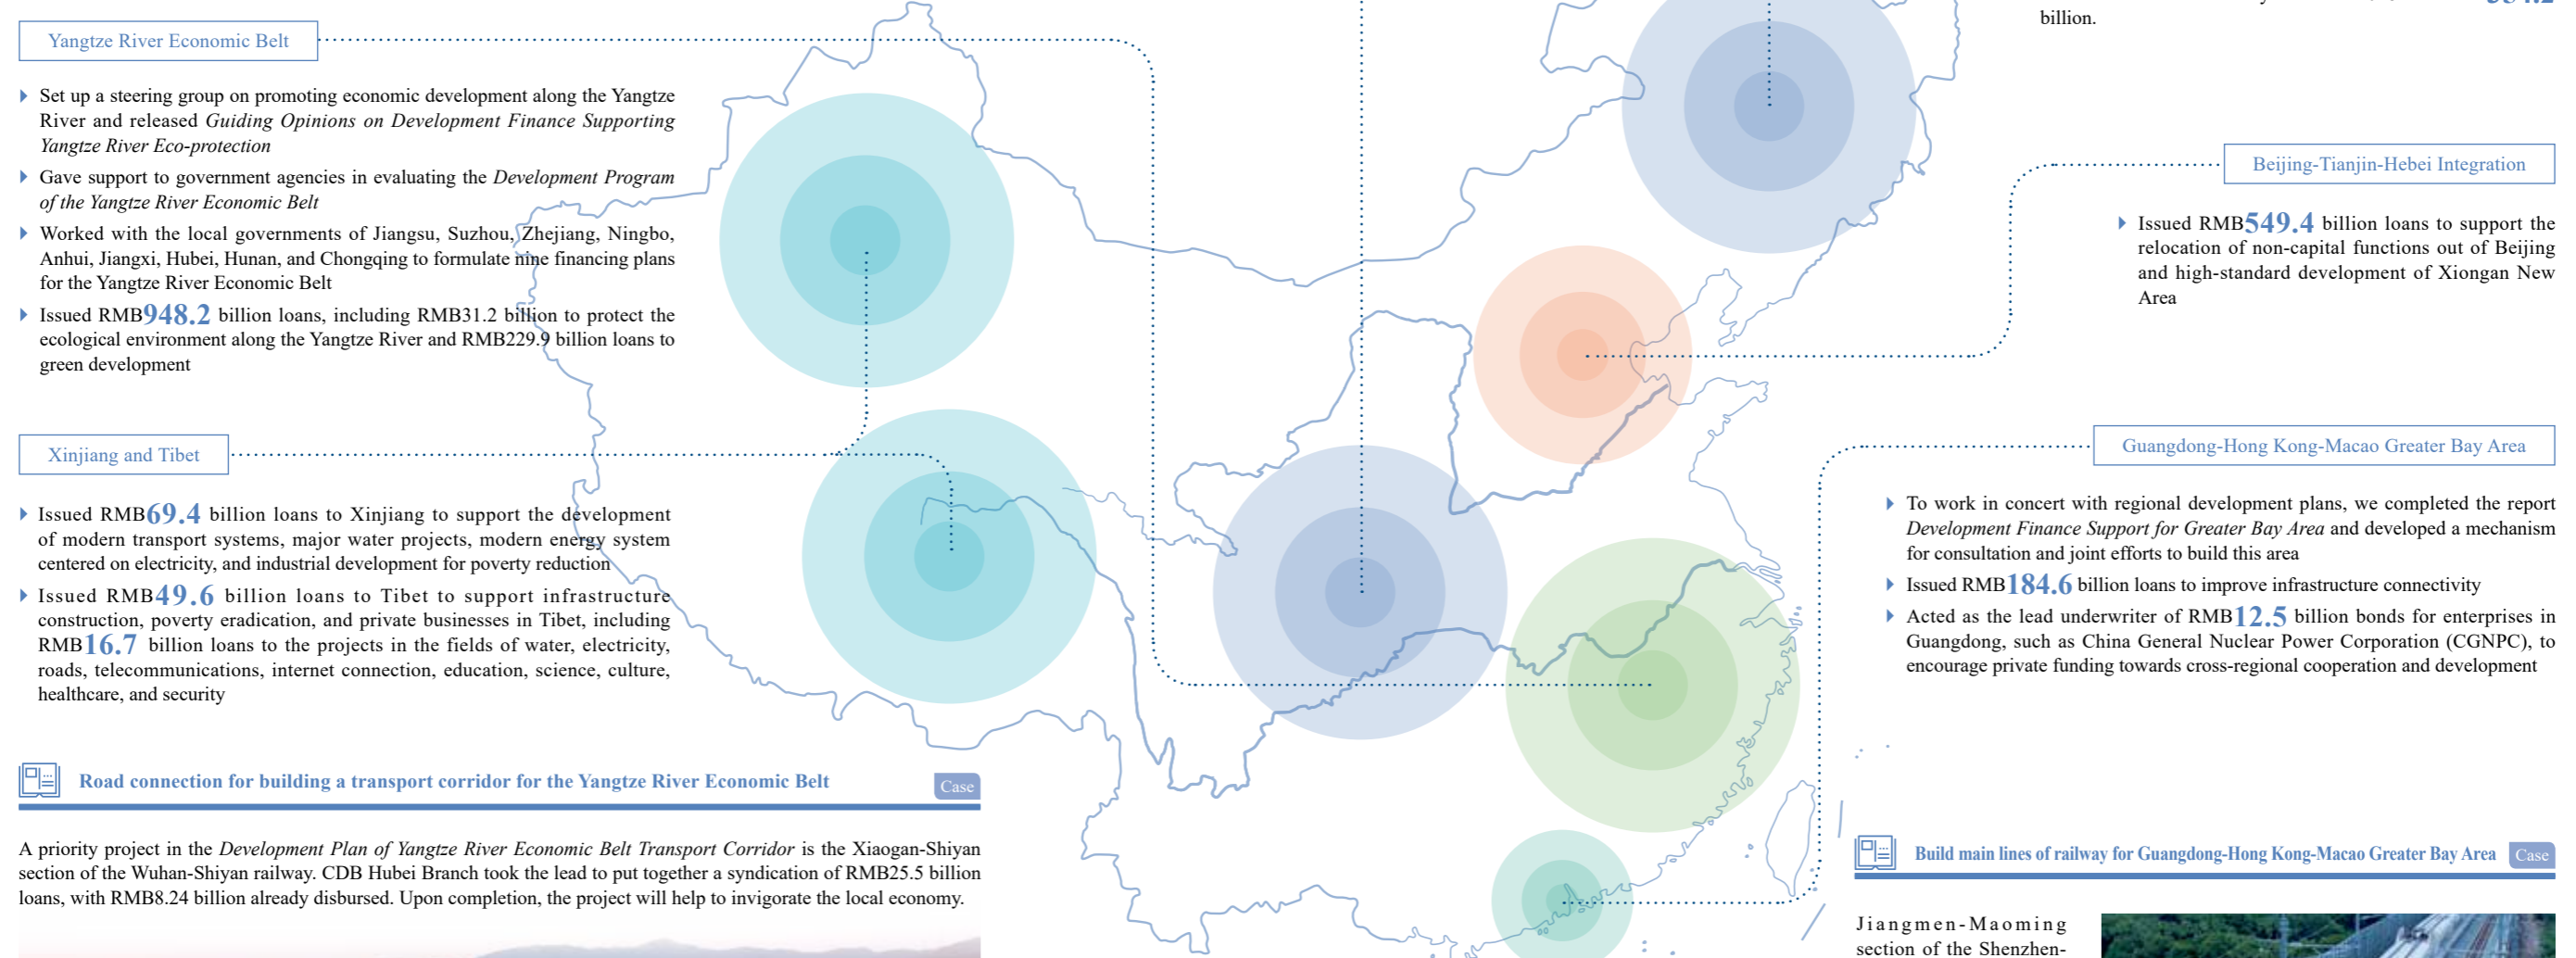 billion.
Yangtze River Economic Belt
Set up a steering group on promoting economic development along the Yangtze
River and released Guiding Opinions on Development Finance Supporting
Yangtze River Eco-protection
Gave support to government agencies in evaluating the Development Program
of the Yangtze River Economic Belt
Worked with the local governments of Jiangsu, Suzhou, Zhejiang, Ningbo,
Anhui, Jiangxi, Hubei, Hunan, and Chongqing to formulate nine financing plans
for the Yangtze River Economic Belt
Issued RMB948.2 billion loans, including RMB31.2 billion to protect the
ecological environment along the Yangtze River and RMB229.9 billion loans to
green development
Xinjiang and Tibet
Issued RMB69.4 billion loans to Xinjiang to support the development
of modern transport systems, major water projects, modern energy system
centered on electricity, and industrial development for poverty reduction
Issued RMB49.6 billion loans to Tibet to support infrastructure
construction, poverty eradication, and private businesses in Tibet, including
RMB16.7 billion loans to the projects in the fields of water, electricity,
roads, telecommunications, internet connection, education, science, culture,
healthcare, and security
Road connection for building a transport corridor for the Yangtze River Economic Belt
Case
A priority project in the Development Plan of Yangtze River Economic Belt Transport Corridor is the Xiaogan-Shiyan
section of the Wuhan-Shiyan railway. CDB Hubei Branch took the lead to put together a syndication of RMB25.5 billion
loans, with RMB8.24 billion already disbursed. Upon completion, the project will help to invigorate the local economy.
Beijing-Tianjin-Hebei Integration
Issued RMB549.4 billion loans to support the
relocation of non-capital functions out of Beijing
and high-standard development of Xiongan New
Area
Guangdong-Hong Kong-Macao Greater Bay Area
To work in concert with regional development plans, we completed the report
Development Finance Support for Greater Bay Area and developed a mechanism
for consultation and joint efforts to build this area
Issued RMB184.6 billion loans to improve infrastructure connectivity
Acted as the lead underwriter of RMB12.5 billion bonds for enterprises in
Guangdong, such as China General Nuclear Power Corporation (CGNPC), to
encourage private funding towards cross-regional cooperation and development
Build main lines of railway for Guangdong-Hong Kong-Macao Greater Bay Area
Case
Jiangmen-Maoming
section of the Shenzhen-